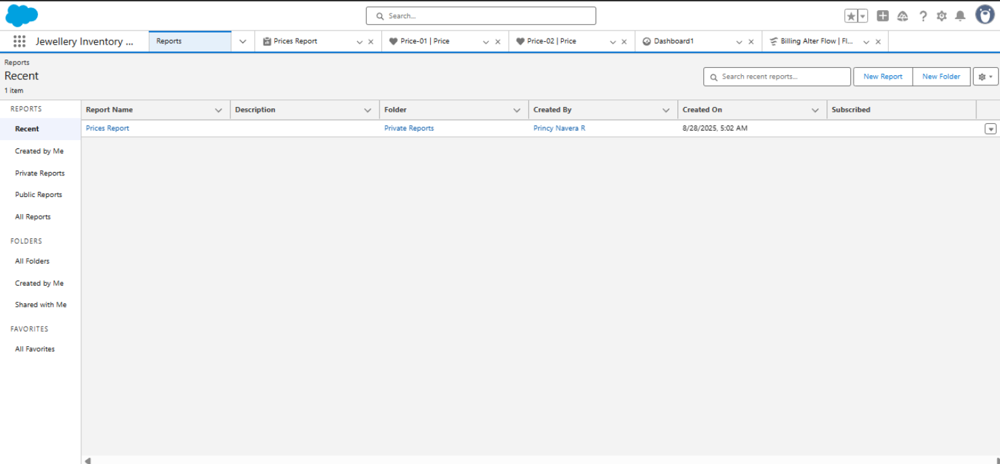 Search...
Jewellery Inventory ...
Reports
Prices Report
Price-01 | Price
Price-02 | Price
Dashboard1
Billing Alter Flow | Fl...
Reports
Recent
1 item
Search recent reports...
New Report
New Folder
REPORTS
Recent
Created by Me
Private Reports
Public Reports
All Reports
FOLDERS
All Folders
Created by Me
Shared with Me
FAVORITES
All Favorites
Report Name Description Folder Created By Created On Subscribed
Prices Report Private Reports Princy Navera R 8/28/2025, 5:02 AM